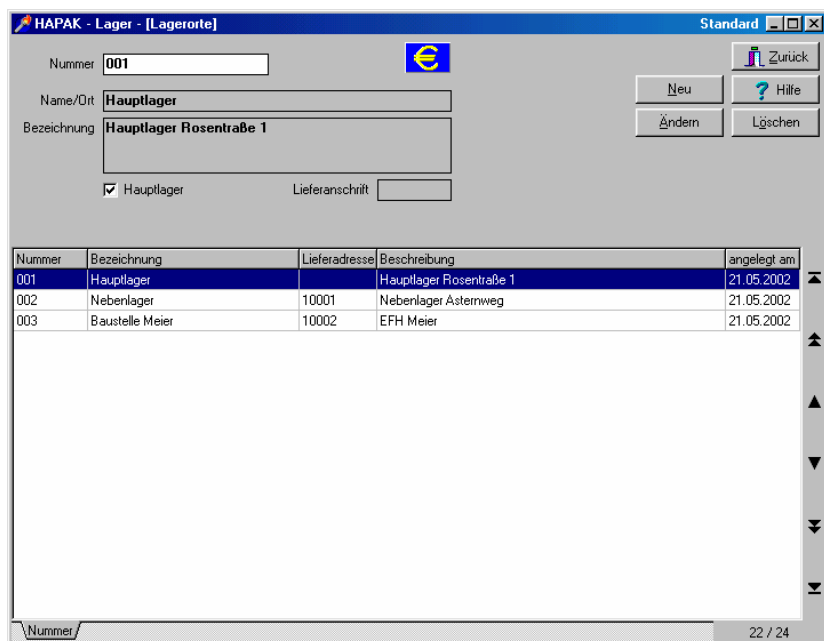 HAPAK - Lager - [Lagerorte] Standard
Nummer 001 € Zurück
Neu Hilfe
Name/Ort Hauptlager
Ändern Löschen
Bezeichnung Hauptlager Rosentraße 1
Hauptlager Lieferanschrift
Nummer Bezeichnung Lieferadresse Beschreibung angelegt am
001 Hauptlager Hauptlager Rosentraße 1 21.05.2002
002 Nebenlager 10001 Nebenlager Asternweg 21.05.2002
003 Baustelle Meier 10002 EFH Meier 21.05.2002
Nummer 22 / 24